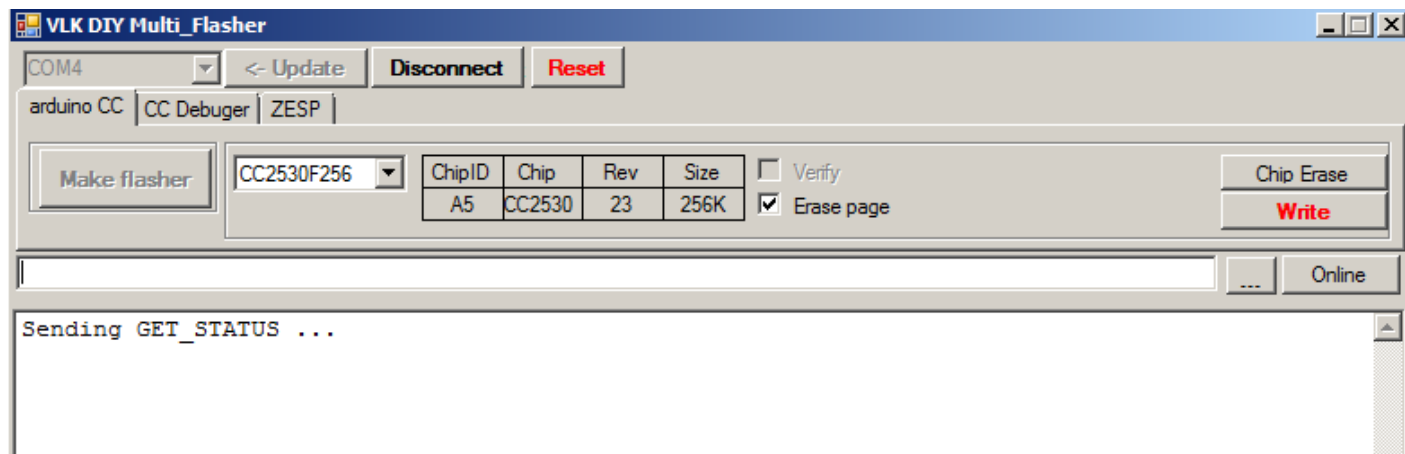 VLK DIY Multi_Flasher
COM4 <- Update Disconnect Reset
arduino CC CC Debuger ZESP
Make flasher CC2530F256 ChipID Chip Rev Size Verify Chip Erase
A5 CC2530 23 256K Erase page Write
... Online
Sending GET_STATUS ...